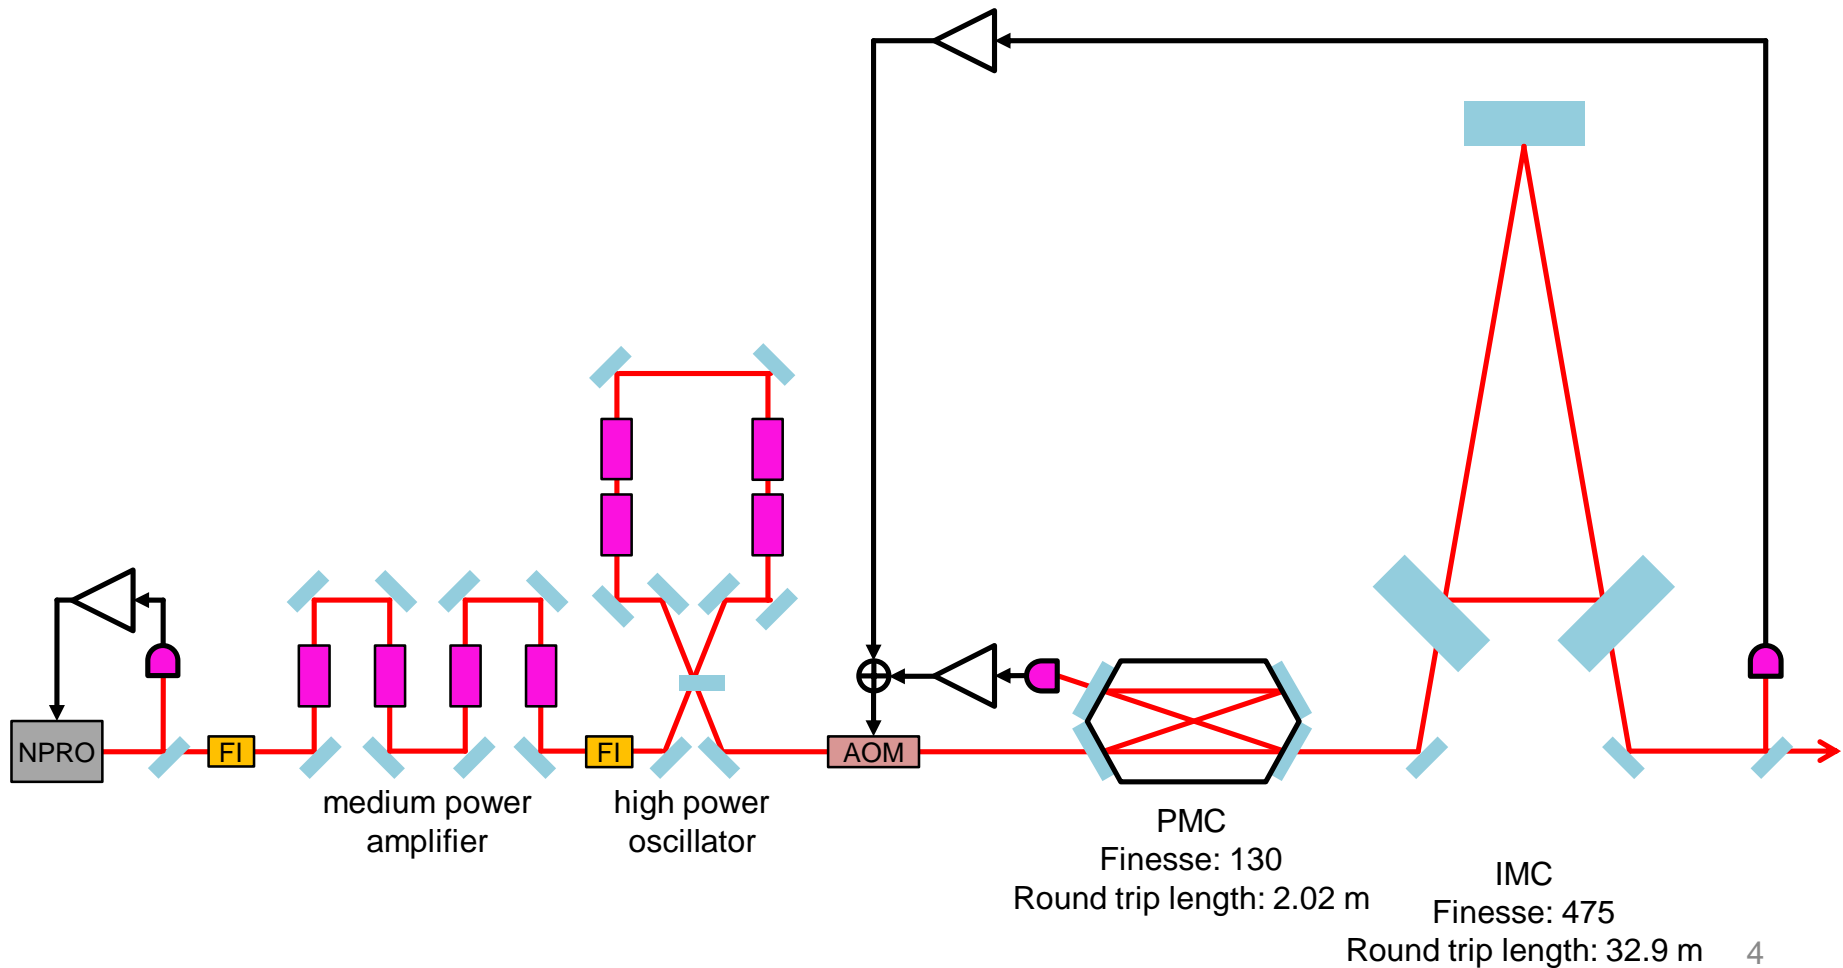 NPRO
FI
medium power
amplifier
FI
high power
oscillator
AOM
PMC
Finesse: 130
Round trip length: 2.02 m
IMC
Finesse: 475
Round trip length: 32.9 m
4